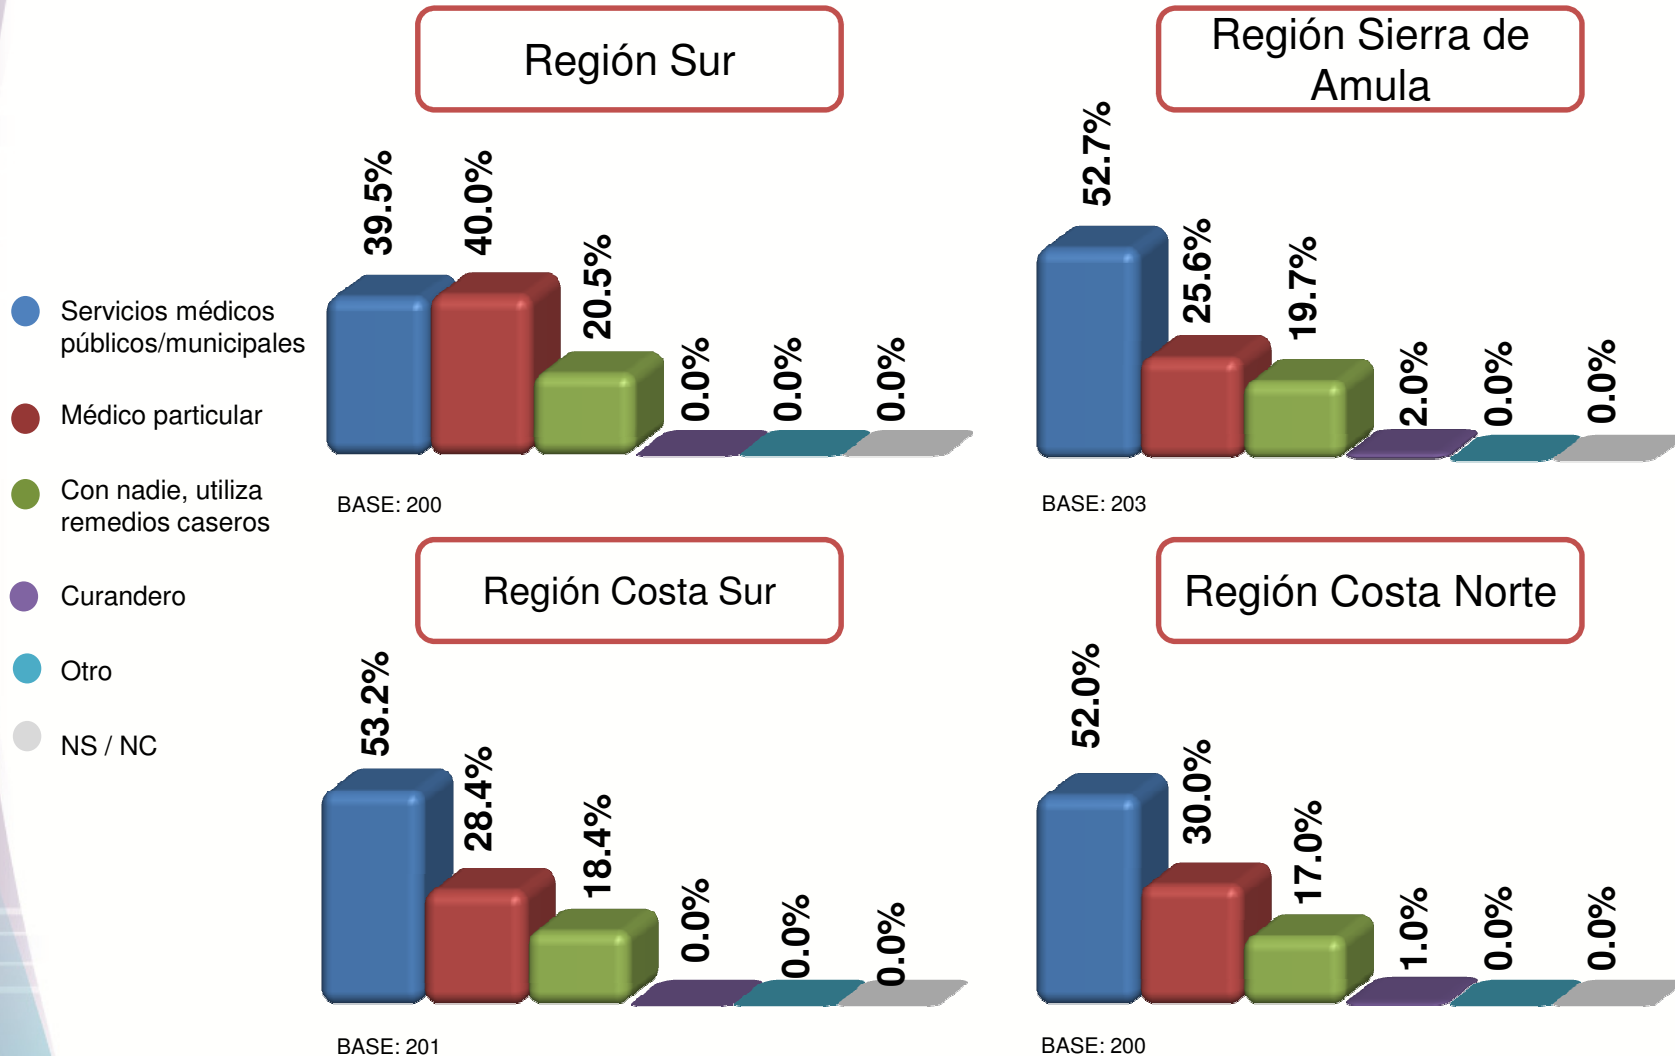 Región Sur
39.5%
40.0%
20.5%
0.0%
0.0%
0.0%
BASE: 200
Región Sierra de
Amula
52.7%
25.6%
19.7%
2.0%
0.0%
0.0%
BASE: 203
Servicios médicos
públicos/municipales
Médico particular
Con nadie, utiliza
remedios caseros
Curandero
Otro
NS / NC
Región Costa Sur
53.2%
28.4%
18.4%
0.0%
0.0%
0.0%
BASE: 201
Región Costa Norte
52.0%
30.0%
17.0%
1.0%
0.0%
0.0%
BASE: 200